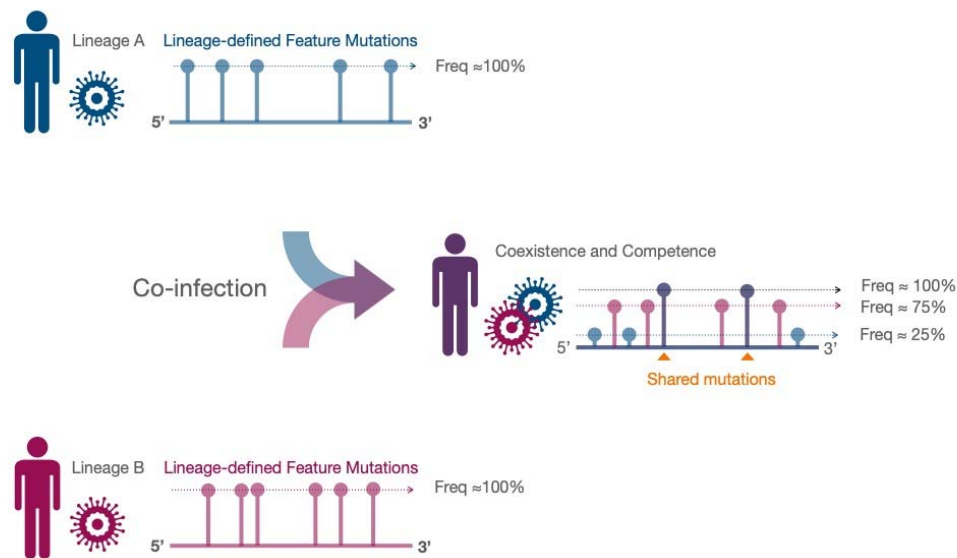 Lineage A
Lineage-defined Feature Mutations
Freq ≈100%
5’
3’
Co-infection
Coexistence and Competence
Freq ≈ 100%
Freq ≈ 75%
Freq ≈ 25%
5’
3’
Shared mutations
Lineage B
Lineage-defined Feature Mutations
Freq ≈100%
5’
3’